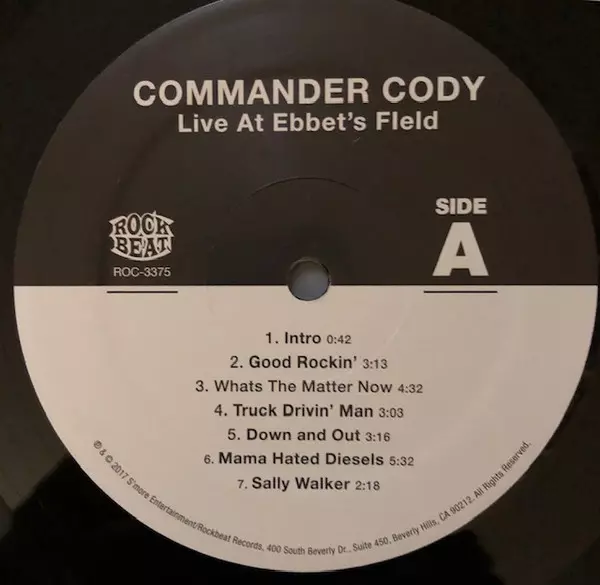 COMMANDER CODY
Live At Ebbet's FIeld
SIDE
A
ROCK
BEAT
ROC-3375
1. Intro 0:42
2. Good Rockin' 3:13
3. Whats The Matter Now 4:32
4. Truck Drivin' Man 3:03
5. Down and Out 3:16
6. Mama Hated Diesels 5:32
7. Sally Walker 2:18
℗ & © 2017 S'more Entertainment/Rockbeat Records, 400 South Beverly Dr., Suite 450, Beverly Hills, CA 90212. All Rights Reserved.